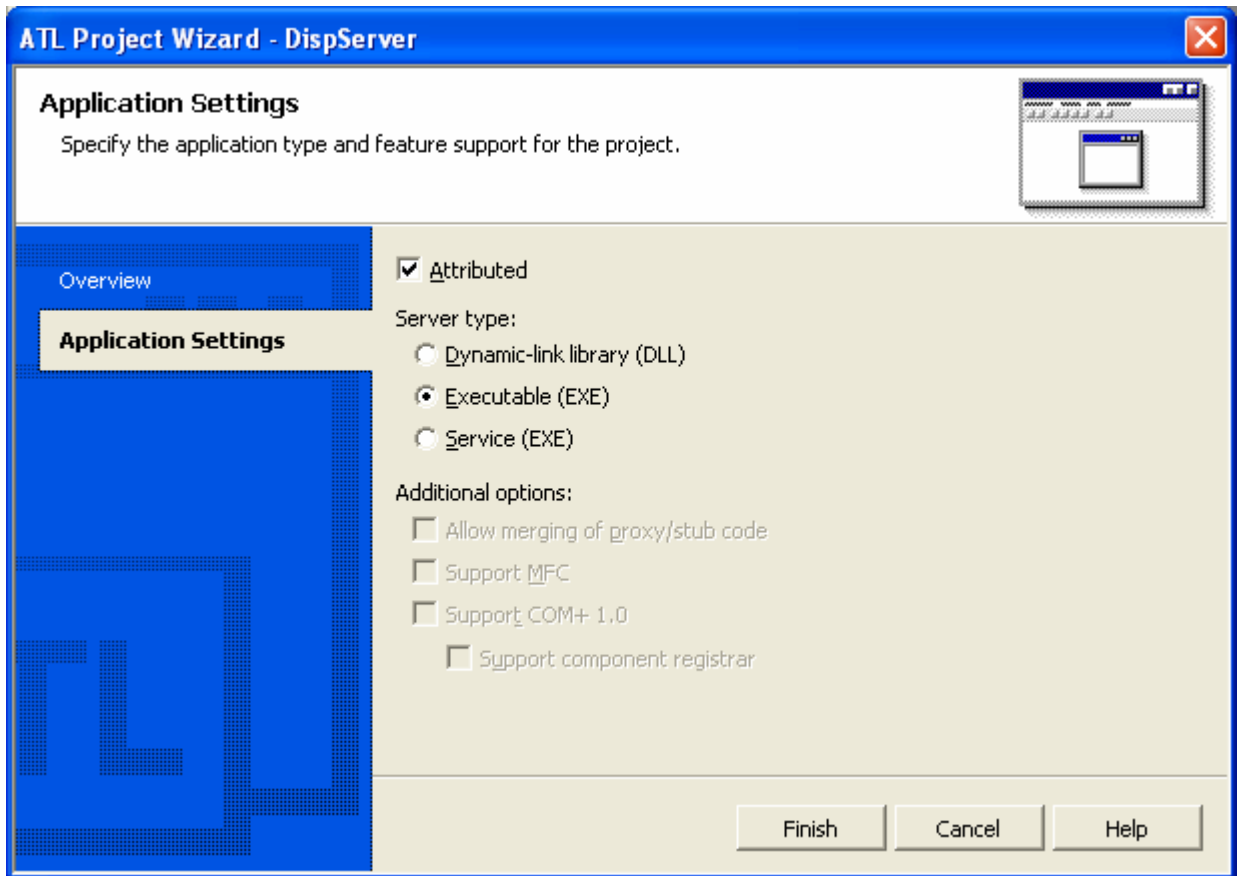 ATL Project Wizard - DispServer
Application Settings
Specify the application type and feature support for the project.
Overview
Application Settings
Attributed
Server type:
Dynamic-link library (DLL)
Executable (EXE)
Service (EXE)
Additional options:
Allow merging of proxy/stub code
Support MFC
Support COM+ 1.0
Support component registrar
Finish
Cancel
Help